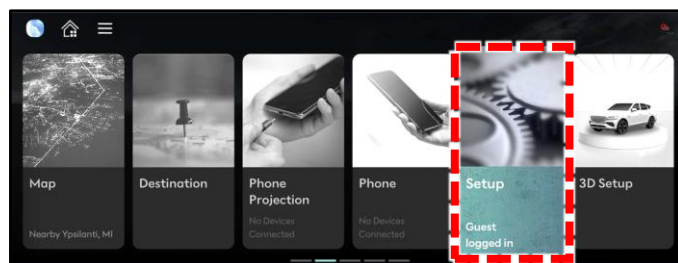 Map
Nearby Ypsilanti, MI
Destination
Phone
Projection
No Devices
Connected
Phone
No Devices
Connected
Setup
Guest
logged in
3D Setup